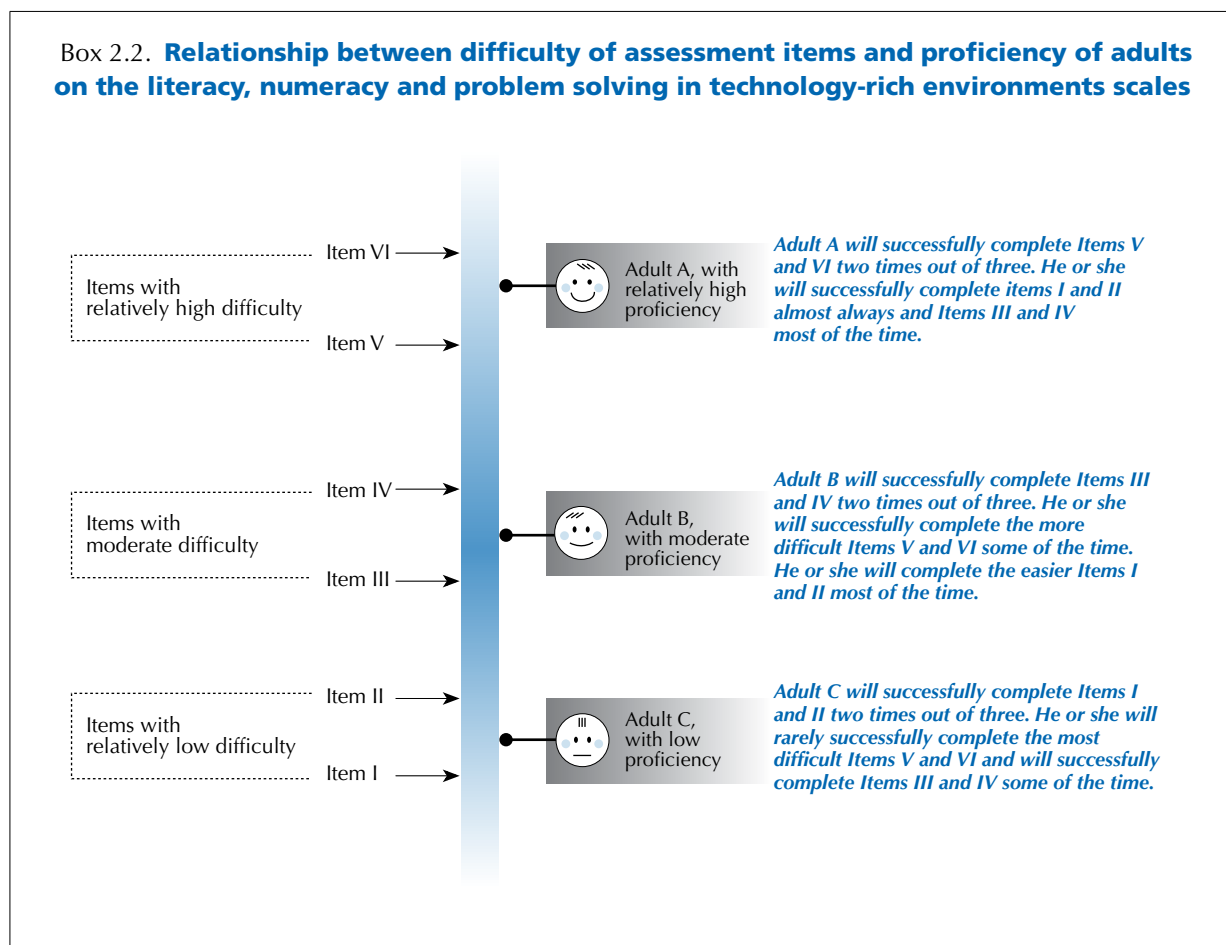 Box 2.2. Relationship between difficulty of assessment items and proficiency of adults
on the literacy, numeracy and problem solving in technology-rich environments scales
Items with
relatively high difficulty
Item VI
Item V
Adult A, with
relatively high
proficiency
Adult A will successfully complete Items V
and VI two times out of three. He or she
will successfully complete items I and II
almost always and Items III and IV
most of the time.
Items with
moderate difficulty
Item IV
Item III
Adult B,
with moderate
proficiency
Adult B will successfully complete Items III
and IV two times out of three. He or she
will successfully complete the more
difficult Items V and VI some of the time.
He or she will complete the easier Items I
and II most of the time.
Items with
relatively low difficulty
Item II
Item I
Adult C,
with low
proficiency
Adult C will successfully complete Items I
and II two times out of three. He or she will
rarely successfully complete the most
difficult Items V and VI and will successfully
complete Items III and IV some of the time.